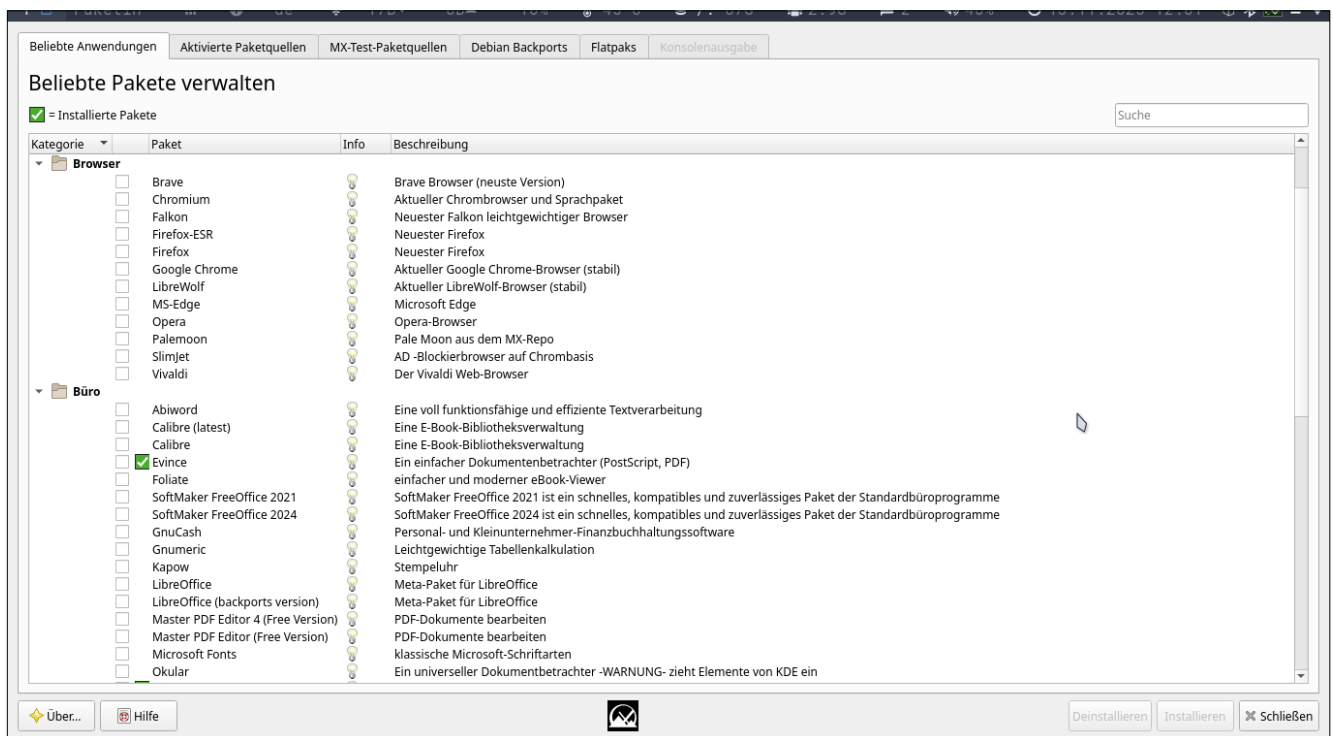 Beliebte Anwendungen Aktivierte Paketquellen MX-Test-Paketquellen Debian Backports Flatpaks Konsolenausgabe
Beliebte Pakete verwalten
= Installierte Pakete Suche
Kategorie Paket Info Beschreibung
Browser
Brave Brave Browser (neuste Version)
Chromium Aktueller Chrombrowser und Sprachpaket
Falkon Neuester Falkon leichtgewichtiger Browser
Firefox-ESR Neuester Firefox
Firefox Neuester Firefox
Google Chrome Aktueller Google Chrome-Browser (stabil)
LibreWolf Aktueller LibreWolf-Browser (stabil)
MS-Edge Microsoft Edge
Opera Opera-Browser
Palemoon Pale Moon aus dem MX-Repo
SlimJet AD -Blockierbrowser auf Chrombasis
Vivaldi Der Vivaldi Web-Browser
Büro
Abiword Eine voll funktionsfähige und effiziente Textverarbeitung
Calibre (latest) Eine E-Book-Bibliotheksverwaltung
Calibre Eine E-Book-Bibliotheksverwaltung
Evince Ein einfacher Dokumentenbetrachter (PostScript, PDF)
Foliate einfacher und moderner eBook-Viewer
SoftMaker FreeOffice 2021 SoftMaker FreeOffice 2021 ist ein schnelles, kompatibles und zuverlässiges Paket der Standardbüroprogramme
SoftMaker FreeOffice 2024 SoftMaker FreeOffice 2024 ist ein schnelles, kompatibles und zuverlässiges Paket der Standardbüroprogramme
GnuCash Personal- und Kleinunternehmer-Finanzbuchhaltungssoftware
Gnumeric Leichtgewichtige Tabellenkalkulation
Kapow Stempeluhr
LibreOffice Meta-Paket für LibreOffice
LibreOffice (backports version) Meta-Paket für LibreOffice
Master PDF Editor 4 (Free Version) PDF-Dokumente bearbeiten
Master PDF Editor (Free Version) PDF-Dokumente bearbeiten
Microsoft Fonts klassische Microsoft-Schriftarten
Okular Ein universeller Dokumentbetrachter -WARNUNG- zieht Elemente von KDE ein
Über... Hilfe Deinstallieren Installieren Schließen